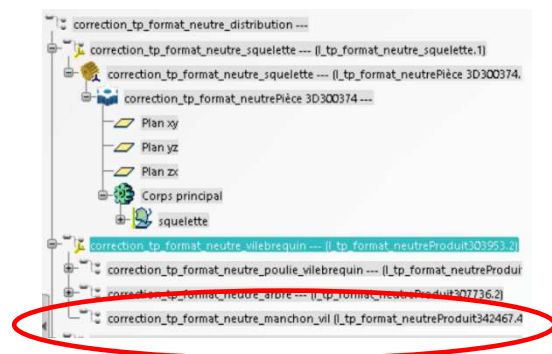 correction_tp_format_neutre_distribution ---
correction_tp_format_neutre_squelette --- (l_tp_format_neutre_squelette.1)
correction_tp_format_neutre_squelette --- (l_tp_format_neutrePièce 3D300374.
correction_tp_format_neutrePièce 3D300374 ---
Plan xy
Plan yz
Plan zx
Corps principal
squelette
correction_tp_format_neutre_vilebrequin --- (l_tp_format_neutreProduit303953.2)
correction_tp_format_neutre_poulie_vilebrequin --- (l_tp_format_neutreProduit
correction_tp_format_neutre_arbre --- (l_tp_format_neutreProduit307736.2)
correction_tp_format_neutre_manchon_vil (l_tp_format_neutreProduit342467.4